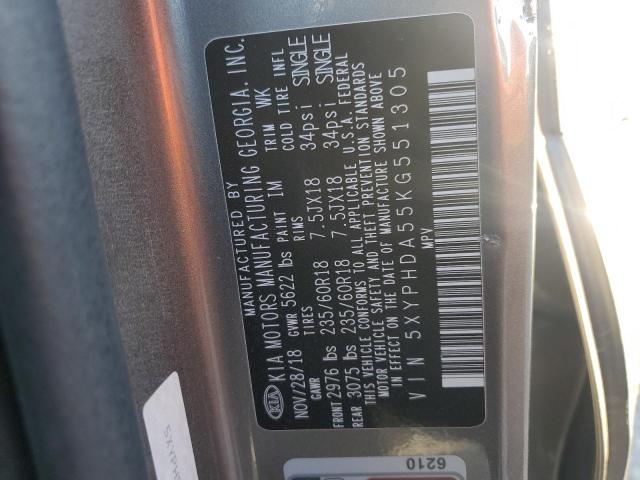 KIA
MANUFACTURED BY
KIA MOTORS MANUFACTURING GEORGIA, INC.
NOV/28/18 GVWR 5622 lbs PAINT IM TRIM WK
GAWR TIRES RIMS COLD TIRE INFL
FRONT 2976 lbs 235/60R18 7.5JX18 34psi SINGLE
REAR 3075 lbs 235/60R18 7.5JX18 34psi SINGLE
THIS VEHICLE CONFORMS TO ALL APPLICABLE U.S.A. FEDERAL
MOTOR VEHICLE SAFETY AND THEFT PREVENTION STANDARDS
IN EFFECT ON THE DATE OF MANUFACTURE SHOWN ABOVE
VIN 5XYPHDA55KG551305
MPV
6210